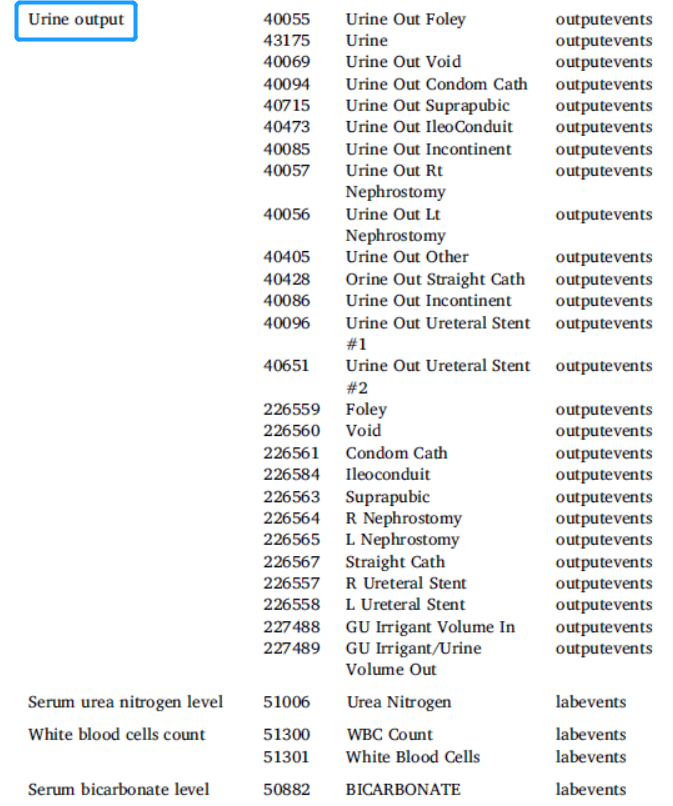 Urine output 40055 Urine Out Foley outputevents
43175 Urine outputevents
40069 Urine Out Void outputevents
40094 Urine Out Condom Cath outputevents
40715 Urine Out Suprapubic outputevents
40473 Urine Out IleoConduit outputevents
40085 Urine Out Incontinent outputevents
40057 Urine Out Rt outputevents
Nephrostomy
40056 Urine Out Lt outputevents
Nephrostomy
40405 Urine Out Other outputevents
40428 Orine Out Straight Cath outputevents
40086 Urine Out Incontinent outputevents
40096 Urine Out Ureteral Stent outputevents
#1
40651 Urine Out Ureteral Stent outputevents
#2
226559 Foley outputevents
226560 Void outputevents
226561 Condom Cath outputevents
226584 Ileoconduit outputevents
226563 Suprapubic outputevents
226564 R Nephrostomy outputevents
226565 L Nephrostomy outputevents
226567 Straight Cath outputevents
226557 R Ureteral Stent outputevents
226558 L Ureteral Stent outputevents
227488 GU Irrigant Volume In outputevents
227489 GU Irrigant/Urine outputevents
Volume Out
Serum urea nitrogen level 51006 Urea Nitrogen labevents
White blood cells count 51300 WBC Count labevents
51301 White Blood Cells labevents
Serum bicarbonate level 50882 BICARBONATE labevents